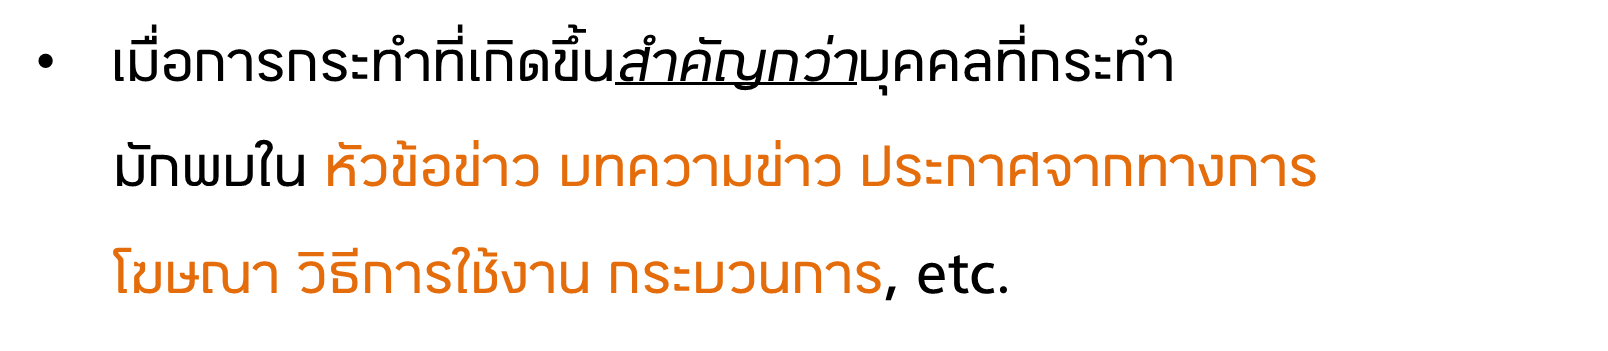 • เมื่อการกระทำที่เกิดขึ้นสำคัญกว่าบุคคลที่กระทำ
มักพบใน หัวข้อข่าว บทความข่าว ประกาศจากทางการ
โฆษณา วิธีการใช้งาน กระบวนการ, etc.